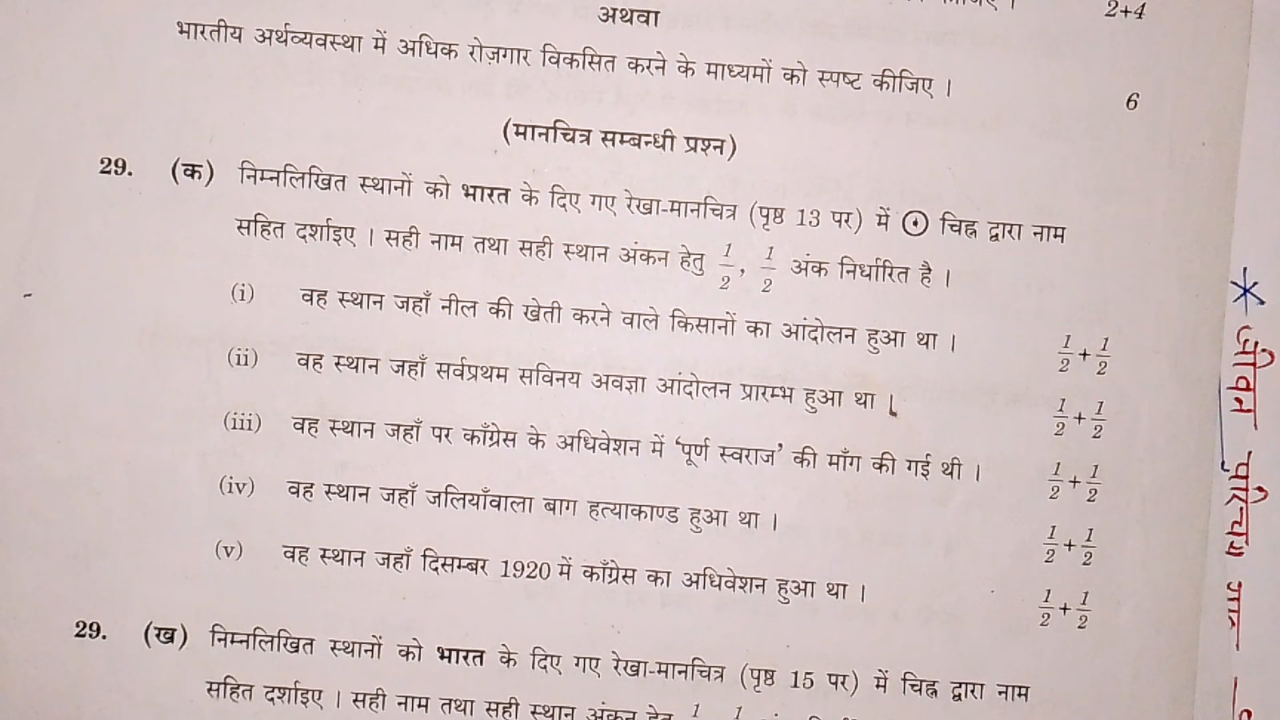 2+4
अथवा
भारतीय अर्थव्यवस्था में अधिक रोज़गार विकसित करने के माध्यमों को स्पष्ट कीजिए ।
6
(मानचित्र सम्बन्धी प्रश्न)
29. (क) निम्नलिखित स्थानों को भारत के दिए गए रेखा-मानचित्र (पृष्ठ 13 पर) में ⊙ चिह्न द्वारा नाम
सहित दर्शाइए । सही नाम तथा सही स्थान अंकन हेतु 1/2, 1/2 अंक निर्धारित है ।
(i) वह स्थान जहाँ नील की खेती करने वाले किसानों का आंदोलन हुआ था । 1/2+1/2
(ii) वह स्थान जहाँ सर्वप्रथम सविनय अवज्ञा आंदोलन प्रारम्भ हुआ था । 1/2+1/2
(iii) वह स्थान जहाँ पर काँग्रेस के अधिवेशन में ‘पूर्ण स्वराज’ की माँग की गई थी । 1/2+1/2
(iv) वह स्थान जहाँ जलियाँवाला बाग हत्याकाण्ड हुआ था । 1/2+1/2
(v) वह स्थान जहाँ दिसम्बर 1920 में काँग्रेस का अधिवेशन हुआ था । 1/2+1/2
29. (ख) निम्नलिखित स्थानों को भारत के दिए गए रेखा-मानचित्र (पृष्ठ 15 पर) में चिह्न द्वारा नाम
सहित दर्शाइए । सही नाम तथा सही स्थान अंकन हेतु
* जीवन परिचय